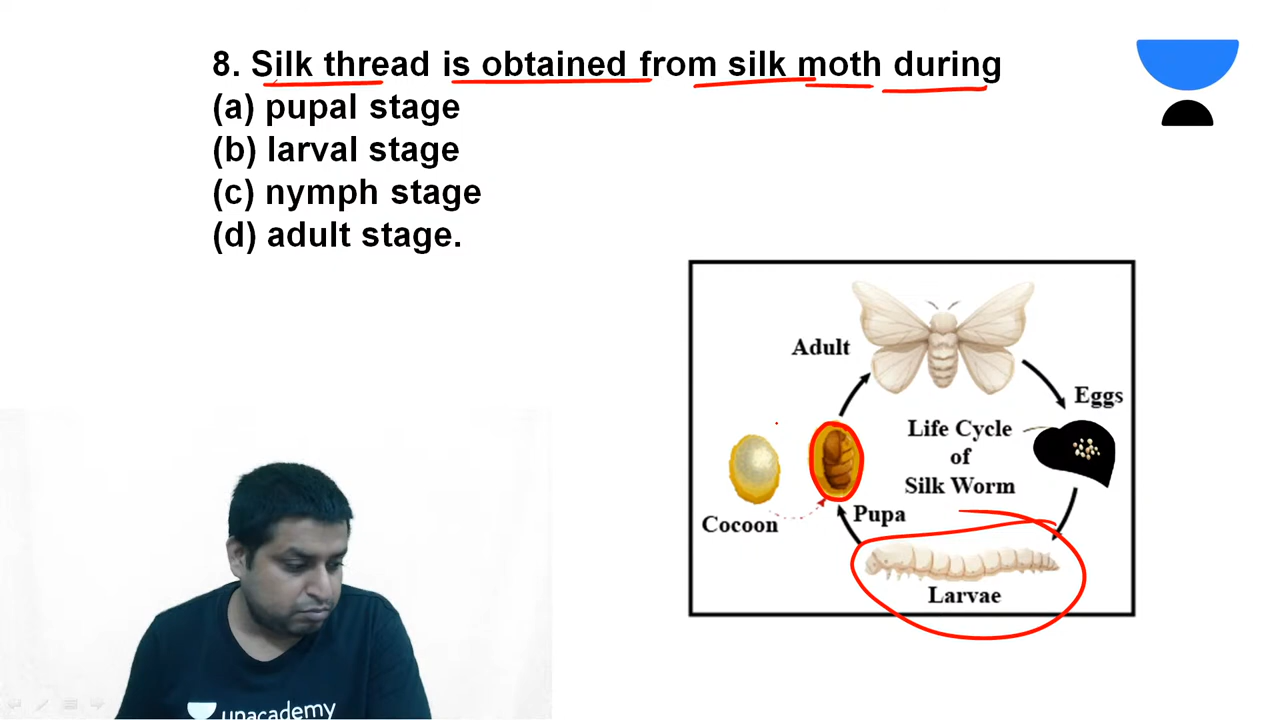 8. Silk thread is obtained from silk moth during
(a) pupal stage
(b) larval stage
(c) nymph stage
(d) adult stage.
Adult
Eggs
Life Cycle
of
Silk Worm
Cocoon
Pupa
Larvae
unacademy